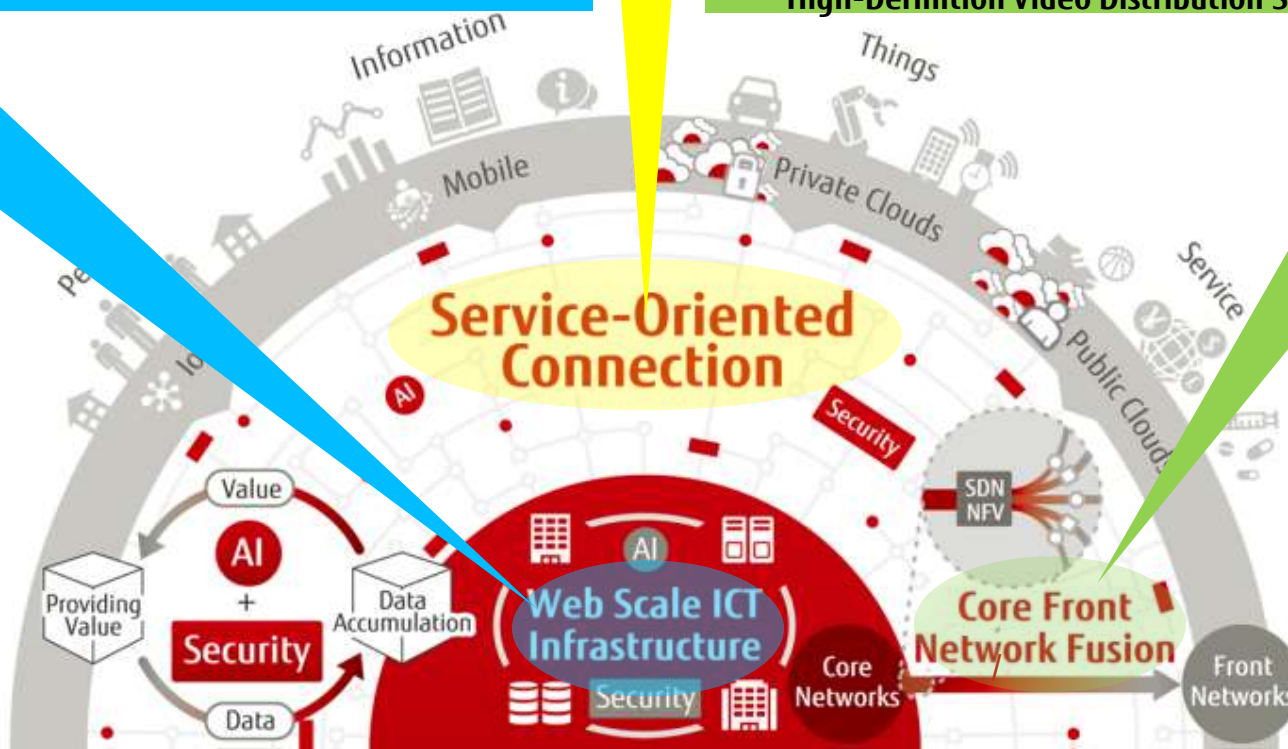 High-Definition Video Distribution
Information
Things
Mobile
Private Clouds
Service
Public Clouds
Service-Oriented
Connection
AI
Security
SDN
NFV
Value
AI
+
Security
Providing
Value
Data
Accumulation
Data
AI
Web Scale ICT
Infrastructure
Security
Core
Networks
Core Front
Network Fusion
Front
Networks